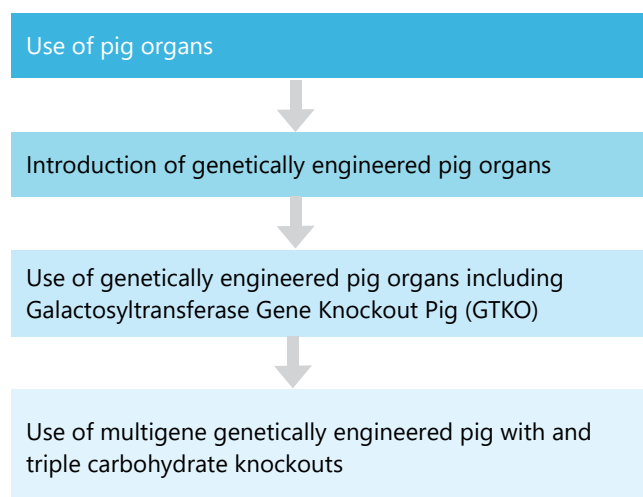 Use of pig organs
Introduction of genetically engineered pig organs
Use of genetically engineered pig organs including
Galactosyltransferase Gene Knockout Pig (GTKO)
Use of multigene genetically engineered pig with and
triple carbohydrate knockouts